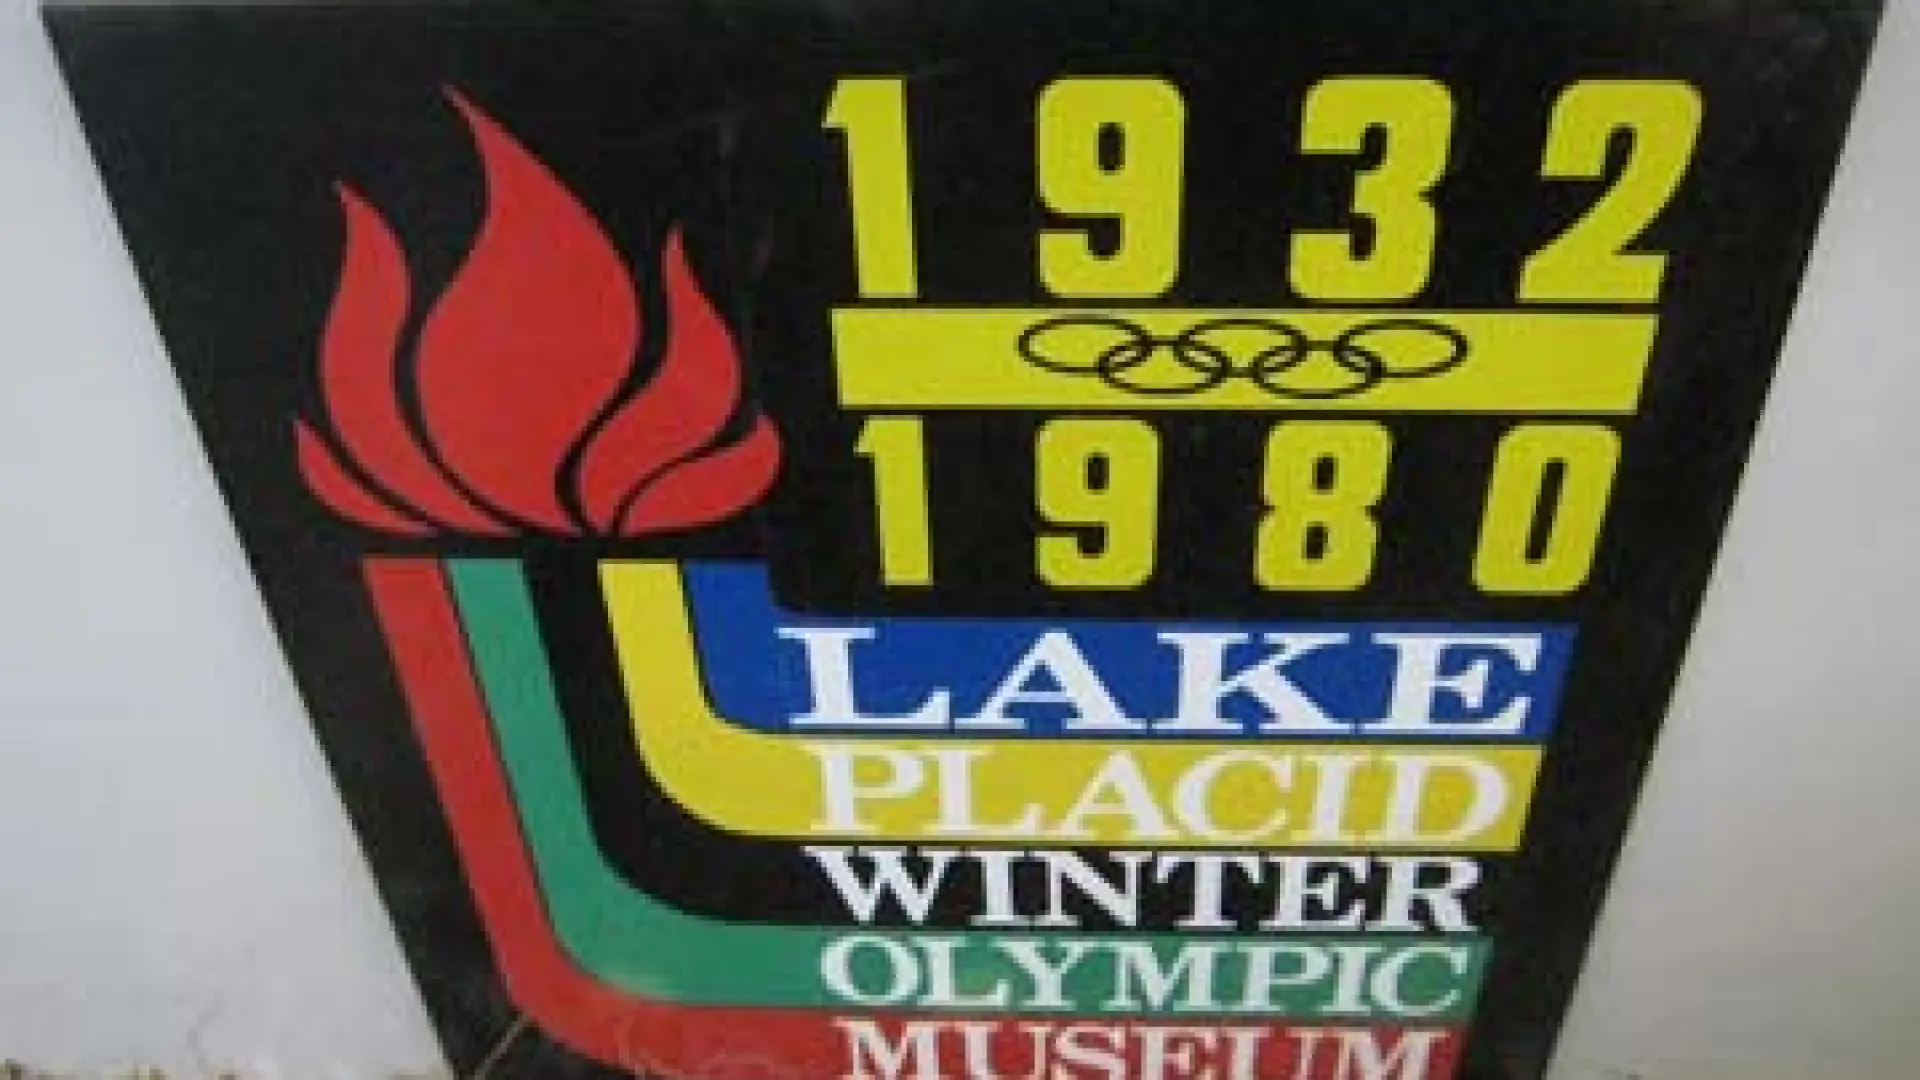 1932
1980
LAKE
PLACID
WINTER
OLYMPIC
MUSEUM